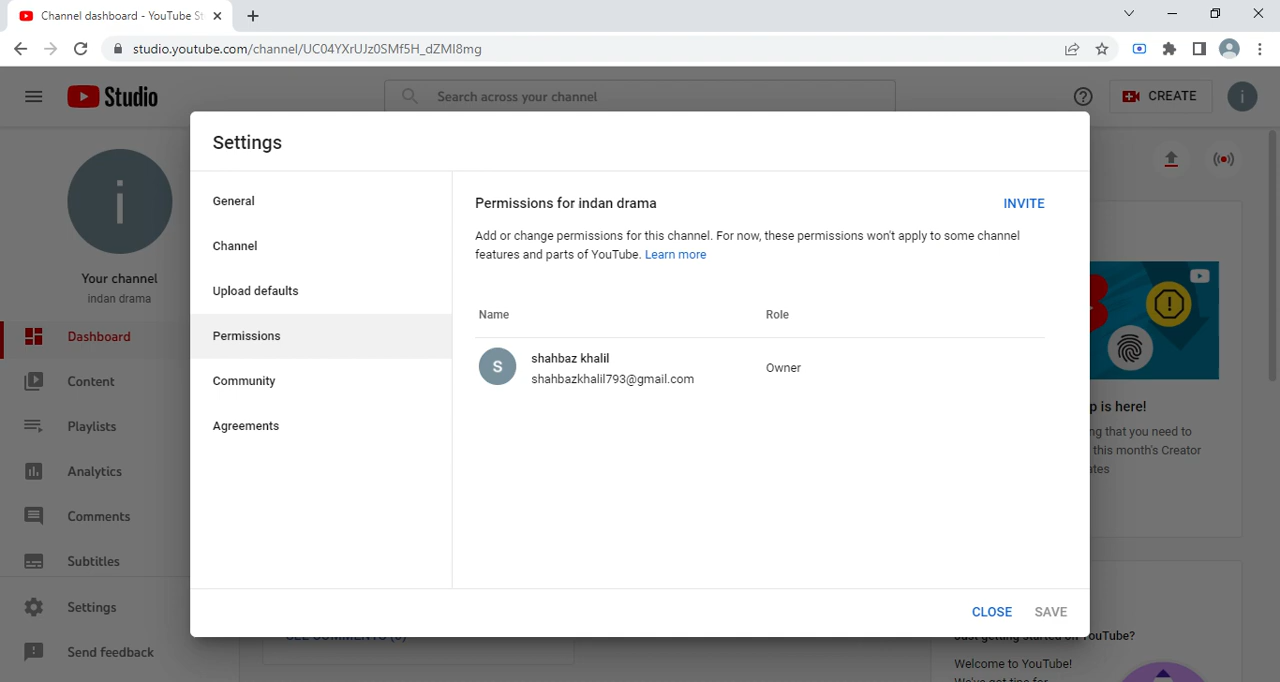 Channel dashboard - YouTube St
studio.youtube.com/channel/UC04YXrUJz0SMf5H_dZMI8mg
Studio
Search across your channel
CREATE
i
Settings
i
Your channel
indan drama
Dashboard
Content
Playlists
Analytics
Comments
Subtitles
Settings
Send feedback
General
Channel
Upload defaults
Permissions
Community
Agreements
Permissions for indan drama
INVITE
Add or change permissions for this channel. For now, these permissions won't apply to some channel
features and parts of YouTube. Learn more
Name
Role
S
shahbaz khalil
shahbazkhalil793@gmail.com
Owner
CLOSE
SAVE
p is here!
ng that you need to
this month's Creator
ates
YouTube?
Welcome to YouTube!